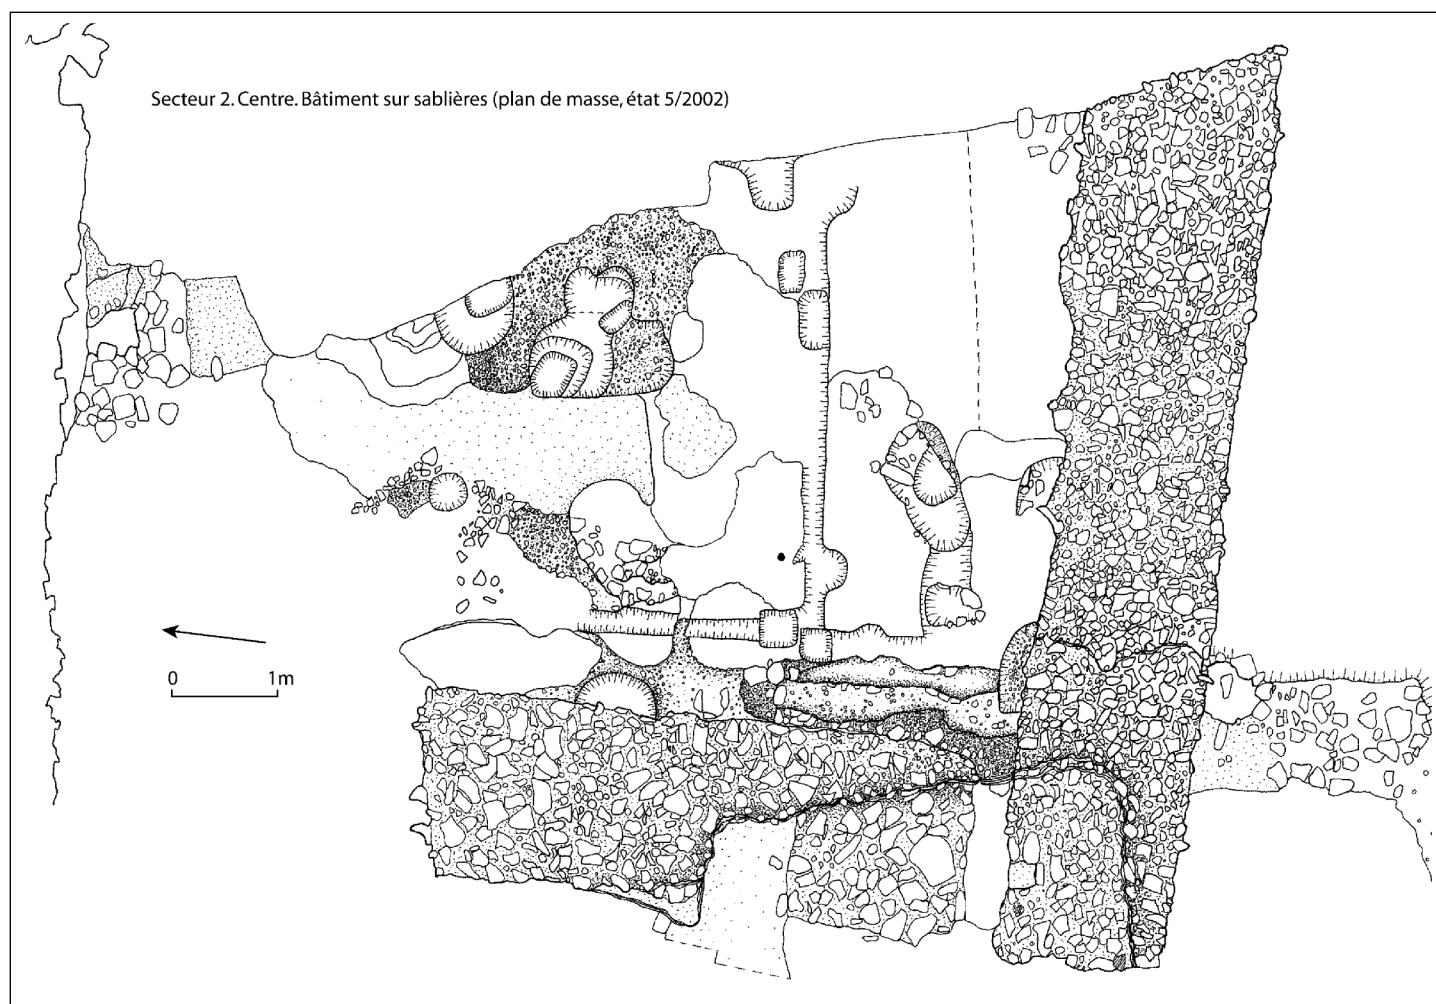 Secteur 2. Centre. Bâtiment sur sablières (plan de masse, état 5/2002)
0 1m